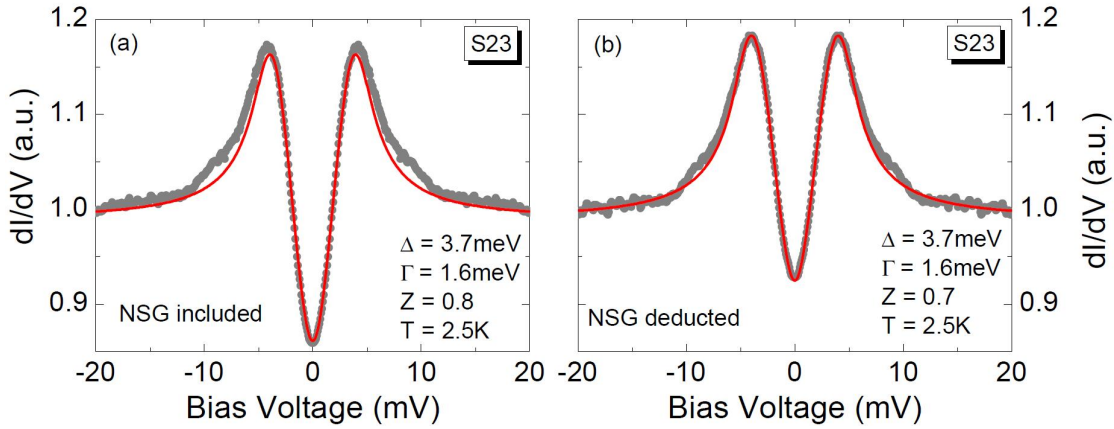 (a)
S23
1.2
1.1
1.0
0.9
dI/dV (a.u.)
Δ = 3.7meV
Γ = 1.6meV
Z = 0.8
T = 2.5K
NSG included
-20 -10 0 10 20
Bias Voltage (mV)
(b)
S23
1.2
1.1
1.0
0.9
dI/dV (a.u.)
Δ = 3.7meV
Γ = 1.6meV
Z = 0.7
T = 2.5K
NSG deducted
-20 -10 0 10 20
Bias Voltage (mV)